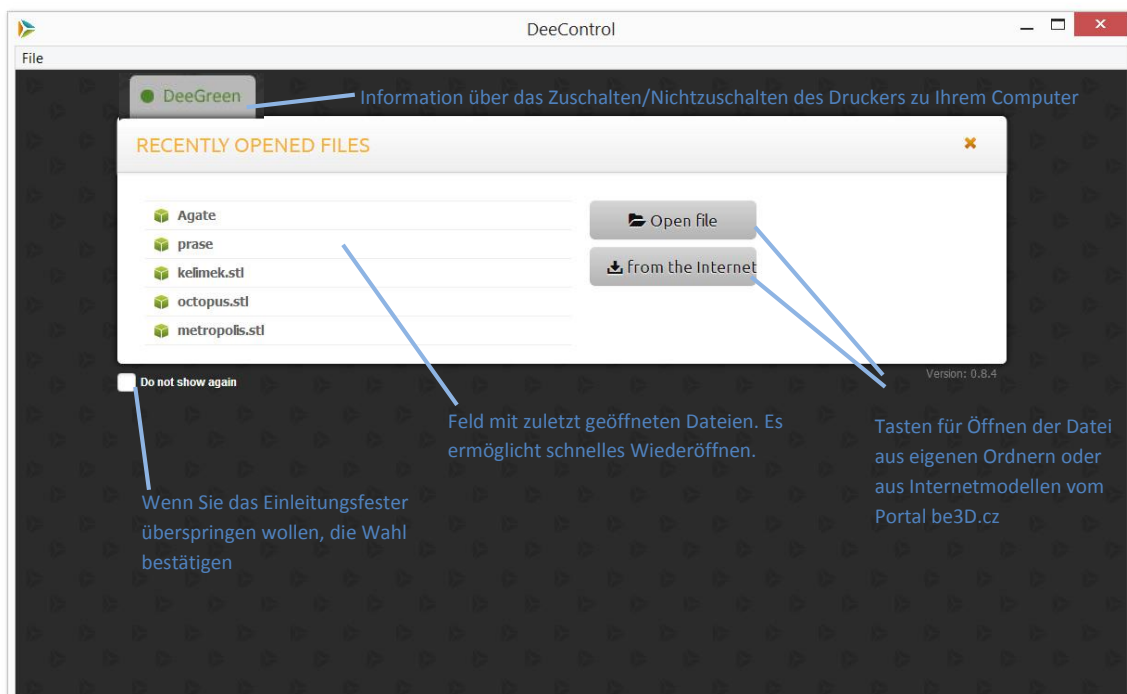 DeeControl
File
DeeGreen
Information über das Zuschalten/Nichtzuschalten des Druckers zu Ihrem Computer
RECENTLY OPENED FILES
Agate
prase
kelimek.stl
octopus.stl
metropolis.stl
Open file
from the Internet
Do not show again
Version: 0.8.4
Feld mit zuletzt geöffneten Dateien. Es
ermöglicht schnelles Wiederöffnen.
Tasten für Öffnen der Datei
aus eigenen Ordnern oder
aus Internetmodellen vom
Portal be3D.cz
Wenn Sie das Einleitungsfester
überspringen wollen, die Wahl
bestätigen